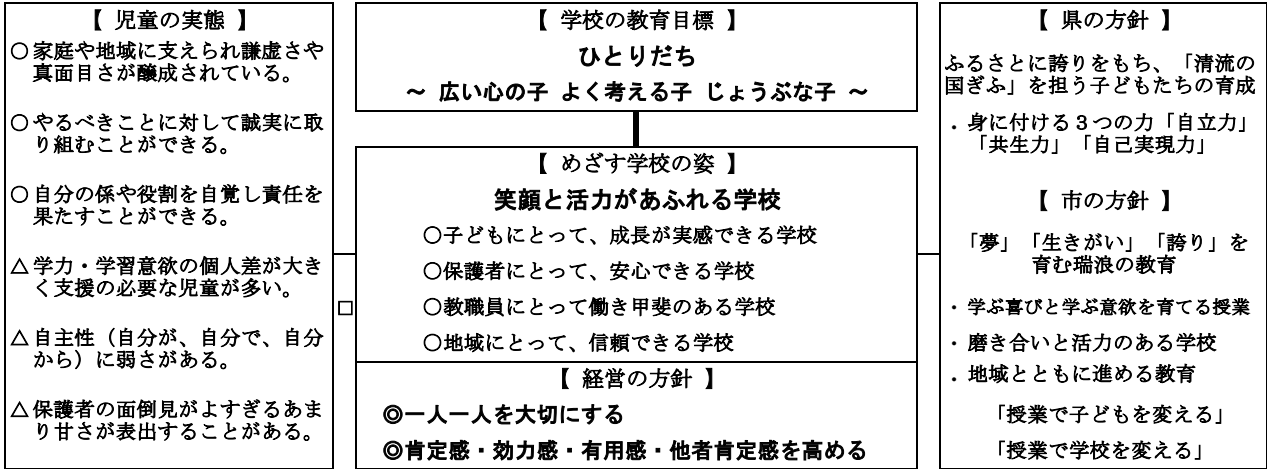 【 児童の実態 】
○家庭や地域に支えられ謙虚さや
真面目さが醸成されている。
○やるべきことに対して誠実に取
り組むことができる。
○自分の係や役割を自覚し責任を
果たすことができる。
△学力・学習意欲の個人差が大き
く支援の必要な児童が多い。
△自主性（自分が、自分で、自分
から）に弱さがある。
△保護者の面倒見がよすぎるあま
り甘さが表出することがある。
【 学校の教育目標 】
ひとりだち
～ 広い心の子 よく考える子 じょうぶな子 ～
【 めざす学校の姿 】
笑顔と活力があふれる学校
○子どもにとって、成長が実感できる学校
○保護者にとって、安心できる学校
○教職員にとって働き甲斐のある学校
○地域にとって、信頼できる学校
【 経営の方針 】
◎一人一人を大切にする
◎肯定感・効力感・有用感・他者肯定感を高める
【 県の方針 】
ふるさとに誇りをもち、「清流の
国ぎふ」を担う子どもたちの育成
．身に付ける３つの力「自立力」
「共生力」「自己実現力」
【 市の方針 】
「夢」「生きがい」「誇り」を
育む瑞浪の教育
・ 学ぶ喜びと学ぶ意欲を育てる授業
・ 磨き合いと活力のある学校
．地域とともに進める教育
「授業で子どもを変える」
「授業で学校を変える」